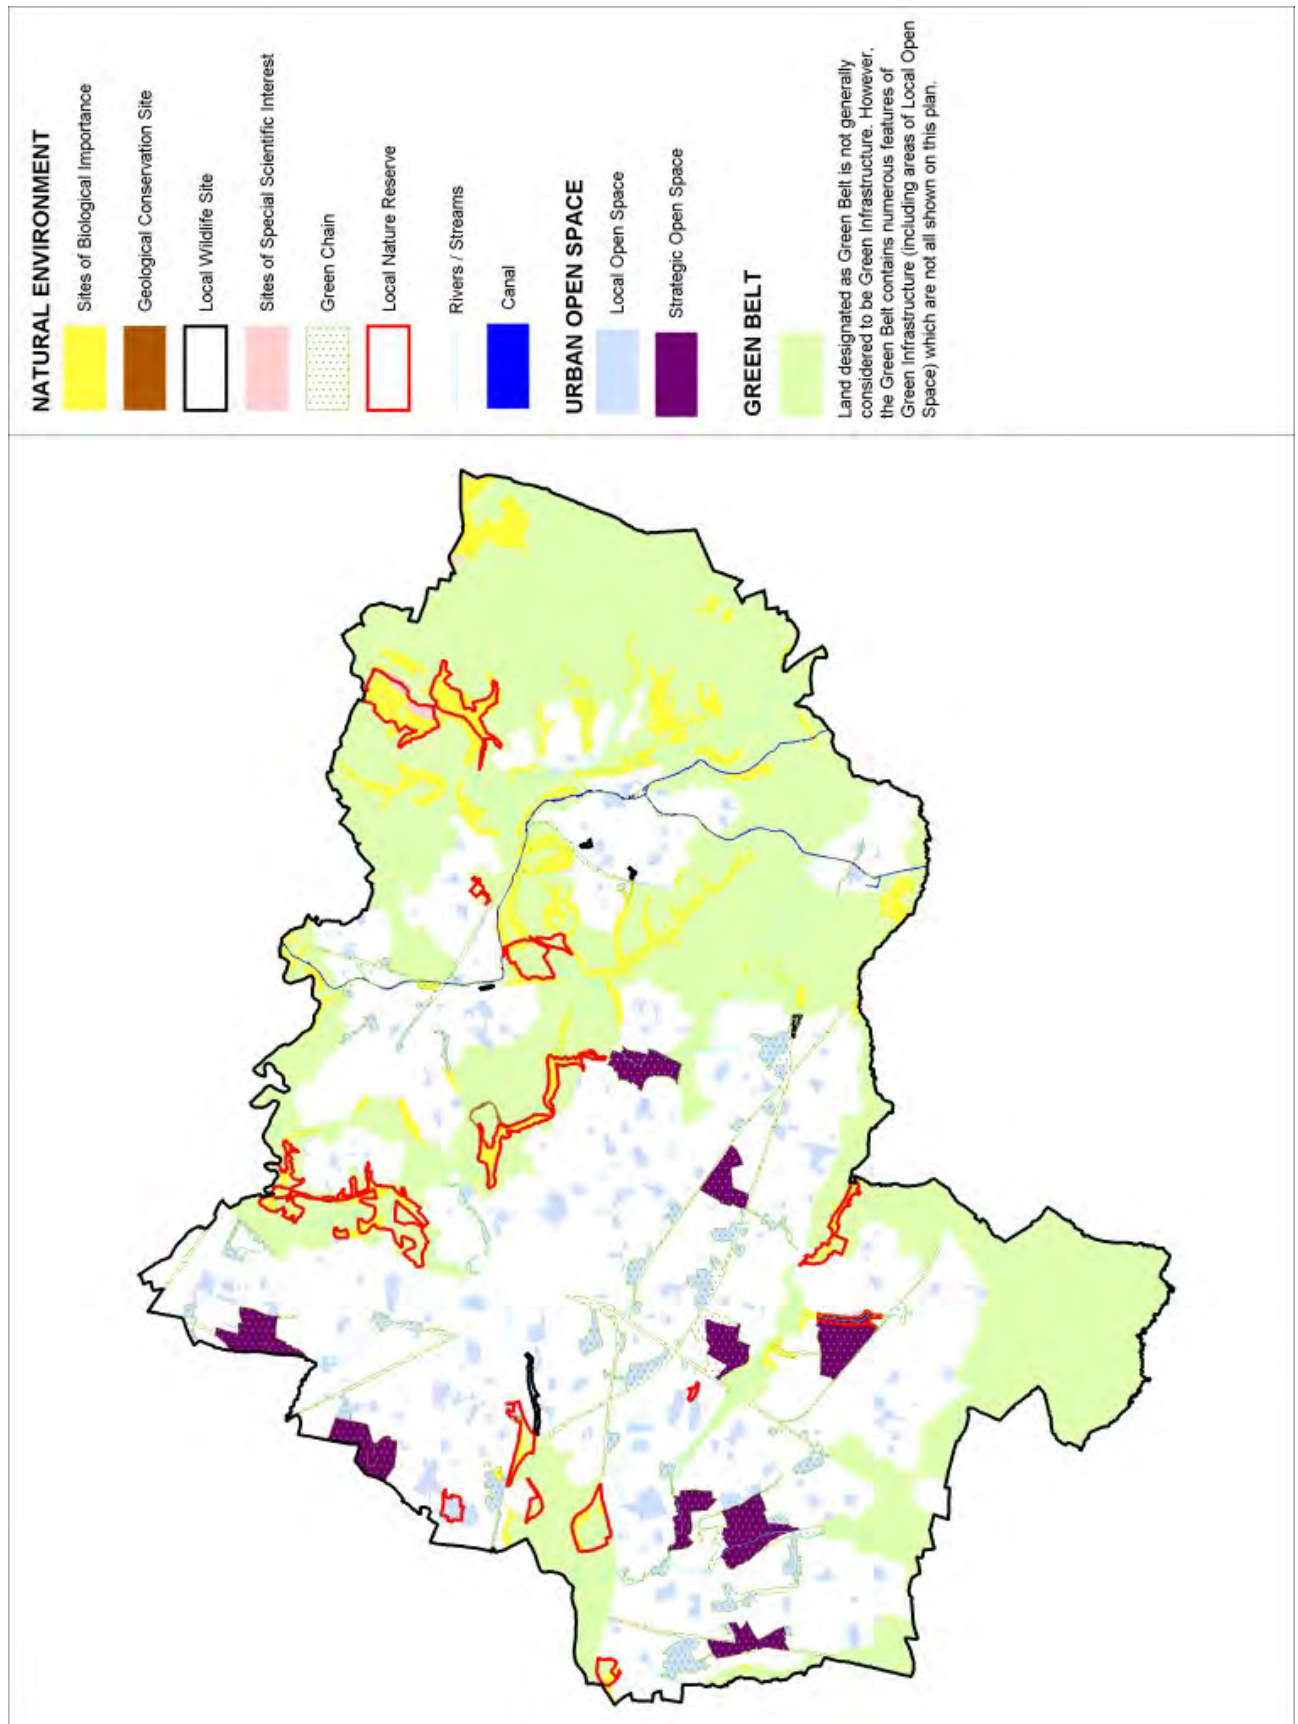 NATURAL ENVIRONMENT
Sites of Biological Importance
Geological Conservation Site
Local Wildlife Site
Sites of Special Scientific Interest
Green Chain
Local Nature Reserve
Rivers / Streams
Canal
URBAN OPEN SPACE
Local Open Space
Strategic Open Space
GREEN BELT
Land designated as Green Belt is not generally
considered to be Green Infrastructure. However,
the Green Belt contains numerous features of
Green Infrastructure (including areas of Local Open
Space) which are not all shown on this plan.